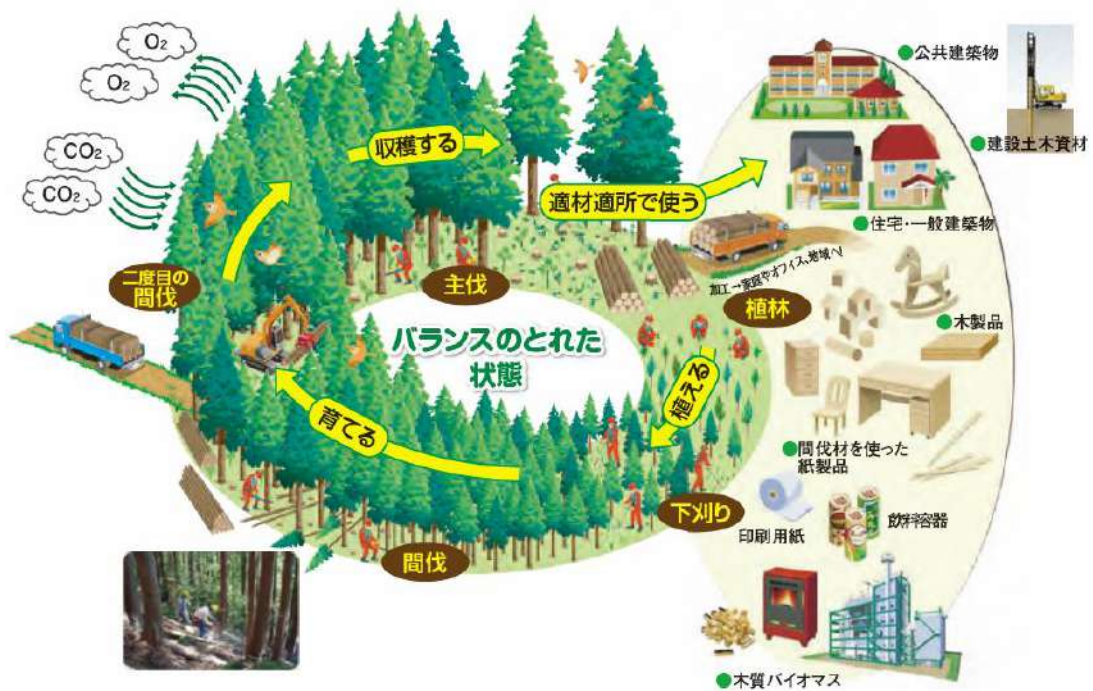 O₂
O₂
CO₂
CO₂
収穫する
適材適所で使う
二度目の
間伐
主伐
加工→家庭やオフィス、地域へ!
植林
バランスのとれた
状態
植える
育てる
下刈り
間伐
●公共建築物
●建設土木資材
●住宅・一般建築物
●木製品
●間伐材を使った
紙製品
印刷用紙
飲料容器
●木質バイオマス